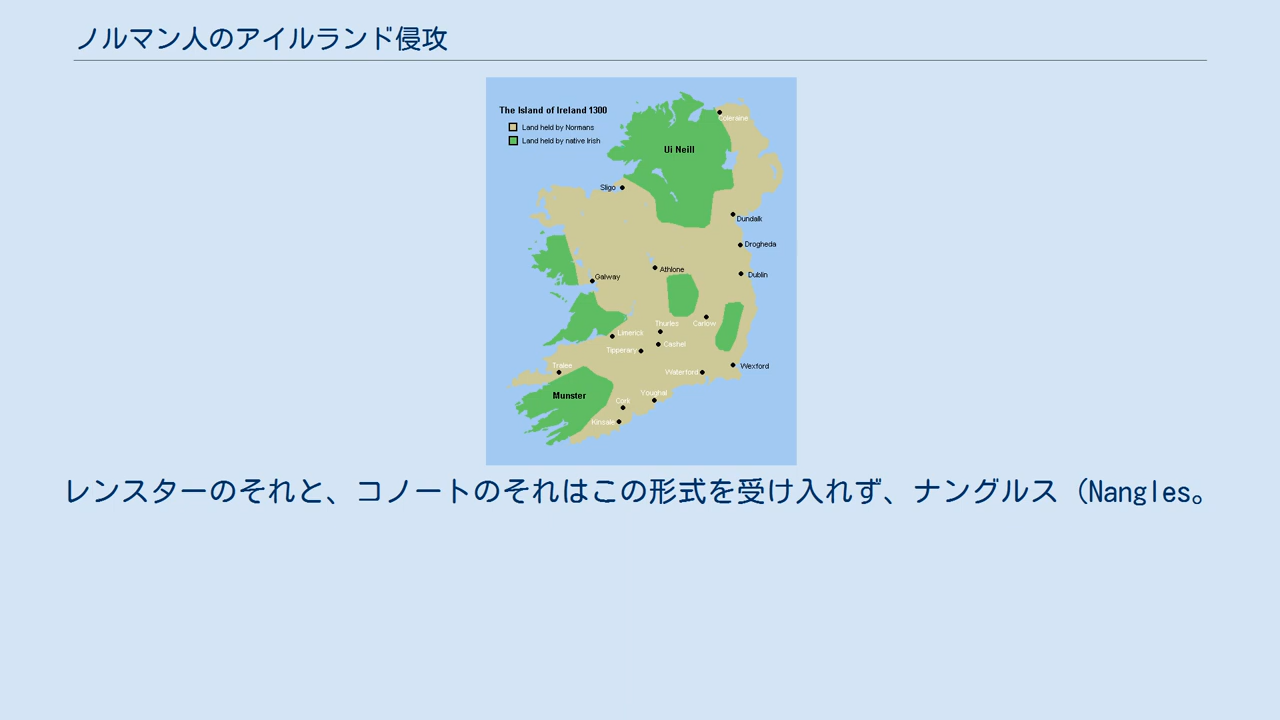 ノルマン人のアイルランド侵攻
The Island of Ireland 1300
Land held by Normans
Land held by native Irish
Coleraine
Ui Neill
Sligo
Dundalk
Drogheda
Athlone
Dublin
Galway
Thurles
Carlow
Limerick
Cashel
Tipperary
Tralee
Waterford
Wexford
Munster
Youghal
Cork
Kinsale
レンスターのそれと、コノートのそれはこの形式を受け入れず、ナングルス（Nangles。